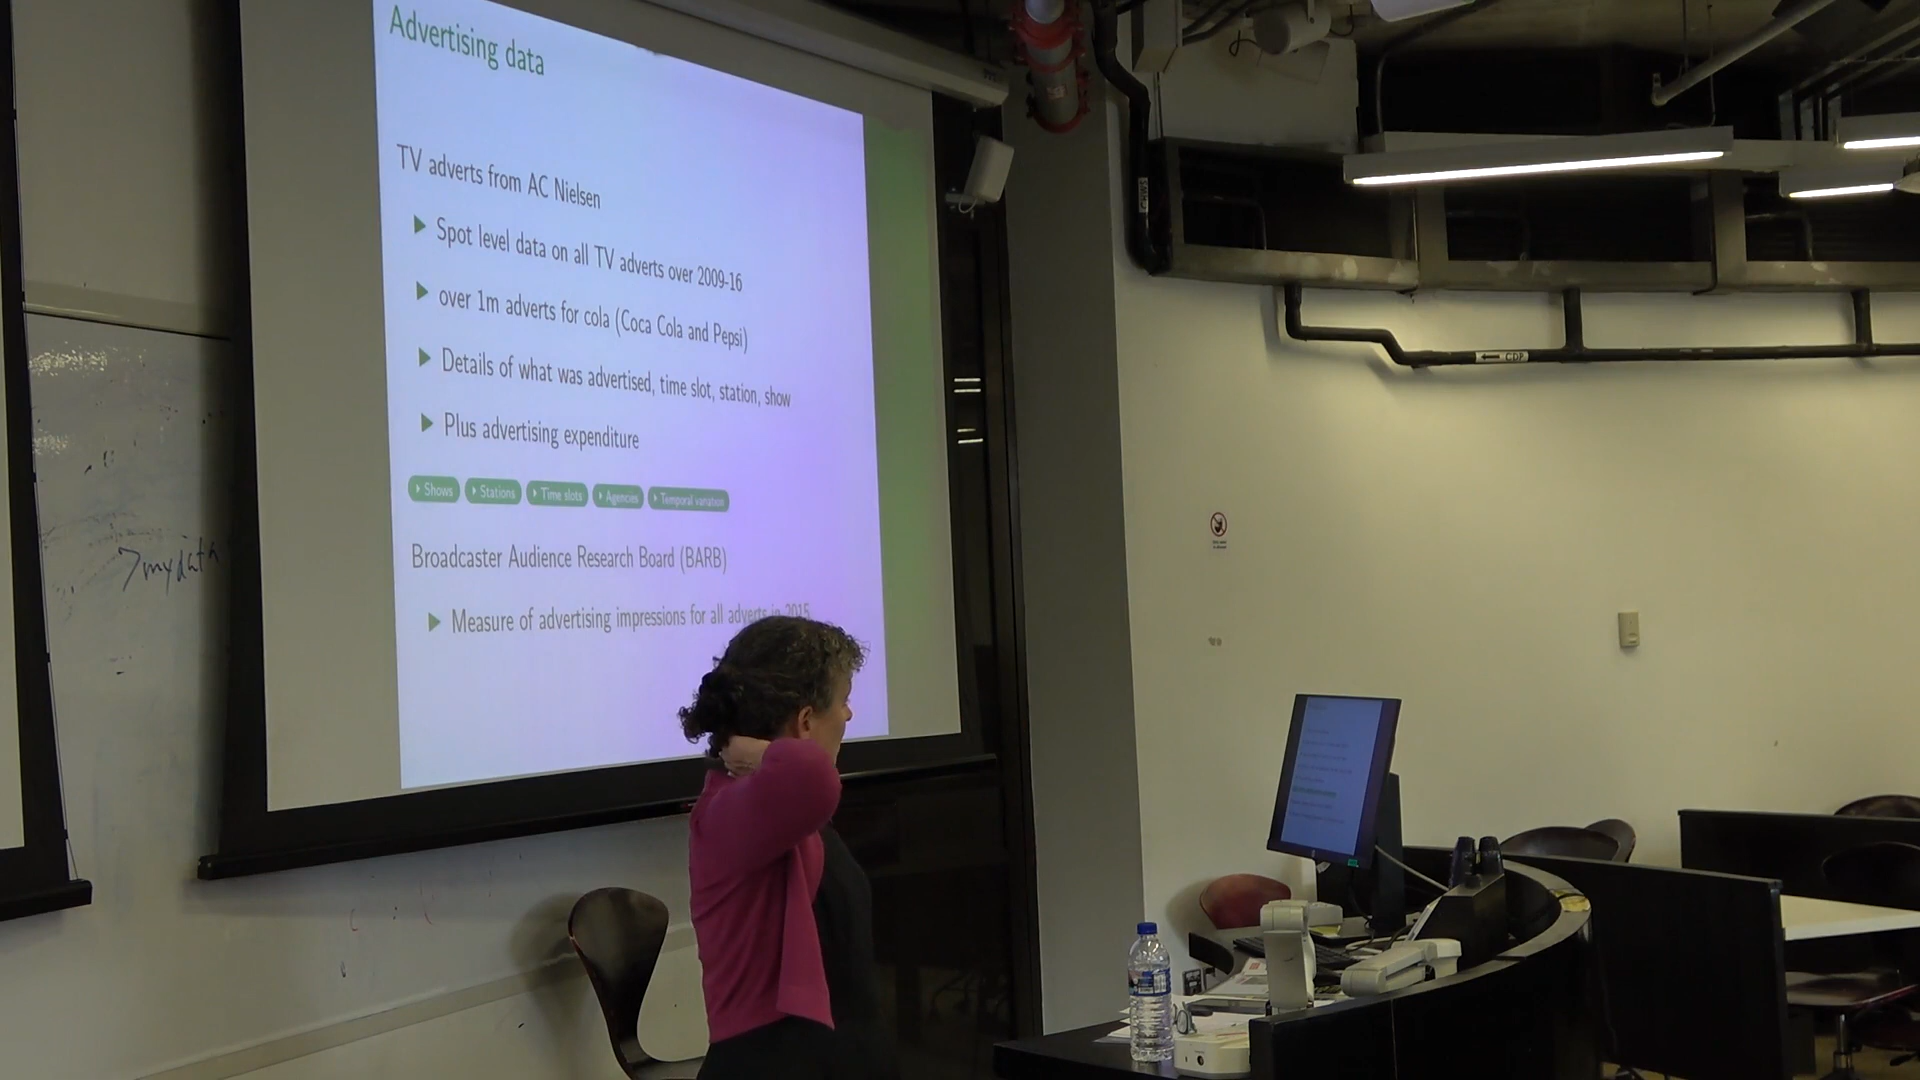 Advertising data
TV adverts from AC Nielsen
Spot level data on all TV adverts over 2009-16
over 1m adverts for cola (Coca Cola and Pepsi)
Details of what was advertised, time slot, station, show
Plus advertising expenditure
Shows
Stations
Time slots
Agencies
Temporal variation
Broadcaster Audience Research Board (BARB)
Measure of advertising impressions for all adverts in 2015
>mydata
CHWS
CDP